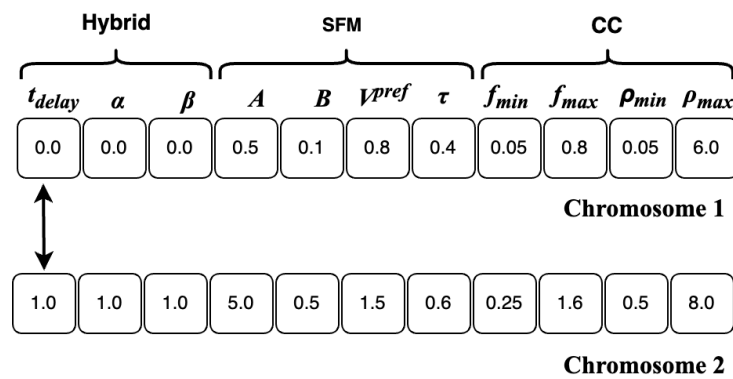 Hybrid SFM CC
t_delay α β A B V^pref τ f_min f_max ρ_min ρ_max
0.0 0.0 0.0 0.5 0.1 0.8 0.4 0.05 0.8 0.05 6.0
Chromosome 1
1.0 1.0 1.0 5.0 0.5 1.5 0.6 0.25 1.6 0.5 8.0
Chromosome 2